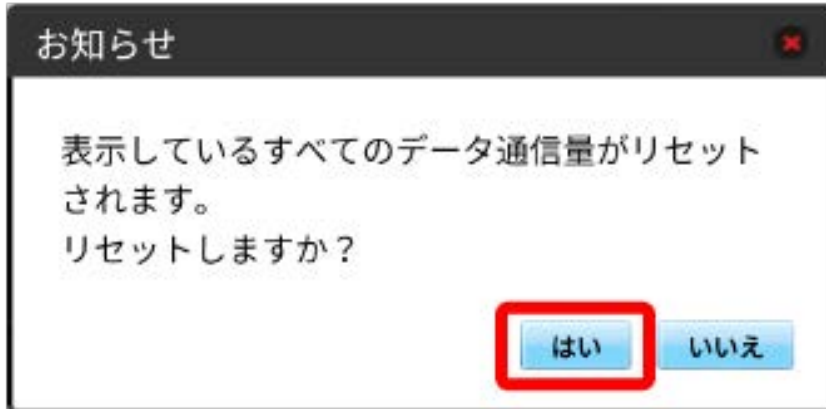 お知らせ
表示しているすべてのデータ通信量がリセット
されます。
リセットしますか？
はい
いいえ